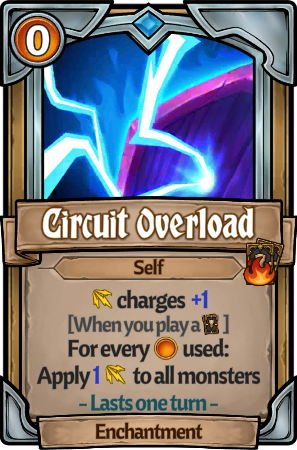 0
Circuit Overload
Self
charges +1
[When you play a ]
For every used:
Apply 1 to all monsters
- Lasts one turn -
Enchantment